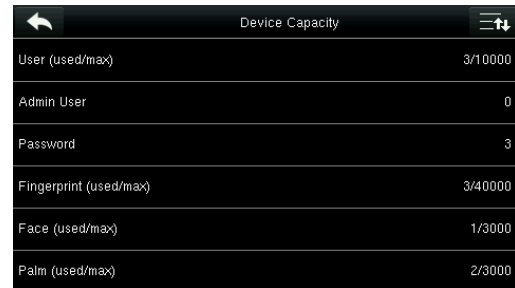 Device Capacity
User (used/max) 3/10000
Admin User 0
Password 3
Fingerprint (used/max) 3/40000
Face (used/max) 1/3000
Palm (used/max) 2/3000